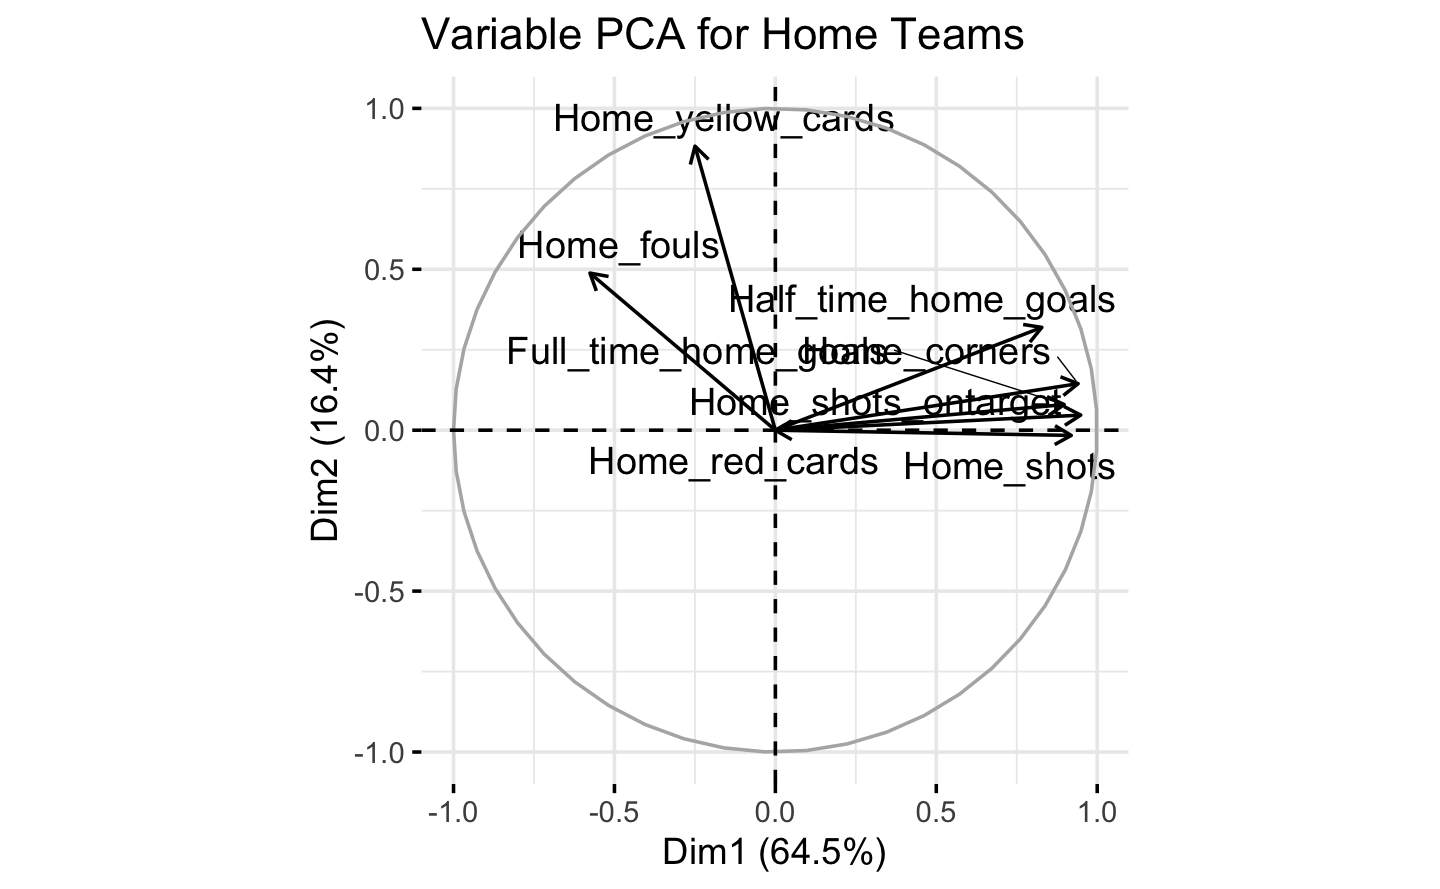 Variable PCA for Home Teams
1.0
Home_yellow_cards
Home_fouls
0.5
Half_time_home_goals
Full_time_home_goals
Home_corners
Home_shots_ontarget
0.0
Home_red_cards
Home_shots
-0.5
-1.0
Dim2 (16.4%)
-1.0
-0.5
0.0
0.5
1.0
Dim1 (64.5%)